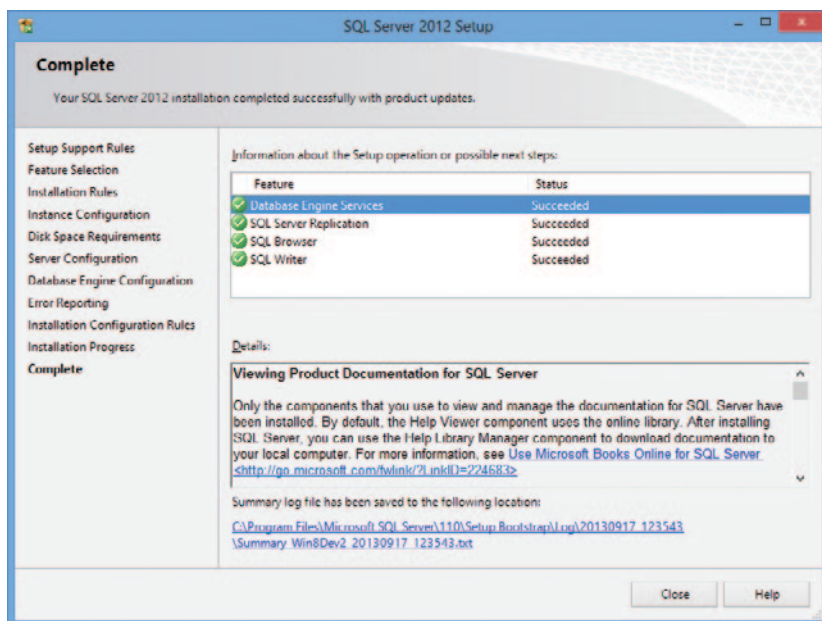 SQL Server 2012 Setup
Complete
Your SQL Server 2012 installation completed successfully with product updates.
Setup Support Rules
Feature Selection
Installation Rules
Instance Configuration
Disk Space Requirements
Server Configuration
Database Engine Configuration
Error Reporting
Installation Configuration Rules
Installation Progress
Complete
Information about the Setup operation or possible next steps:
Feature Status
Database Engine Services Succeeded
SQL Server Replication Succeeded
SQL Browser Succeeded
SQL Writer Succeeded
Details:
Viewing Product Documentation for SQL Server
Only the components that you use to view and manage the documentation for SQL Server have
been installed. By default, the Help Viewer component uses the online library. After installing
SQL Server, you can use the Help Library Manager component to download documentation to
your local computer. For more information, see Use Microsoft Books Online for SQL Server
<http://go.microsoft.com/fwlink/?LinkID=224683>.
Summary log file has been saved to the following location:
C:\Program Files\Microsoft SQL Server\110\Setup Bootstrap\Log\20130917_123543
\Summary_Win8Dev2_20130917_123543.txt
Close Help